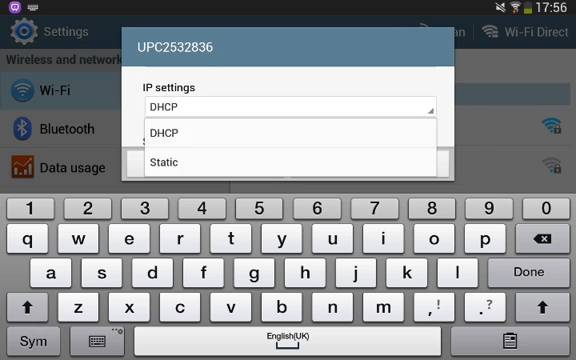 17:56
Settings
an
Wi-Fi Direct
UPC2532836
Wireless and network
IP settings
Wi-Fi
DHCP
Bluetooth
DHCP
Data usage
Static
1 2 3 4 5 6 7 8 9 0
q w e r t y u i o p
a s d f g h j k l Done
z x c v b n m ,! .?
Sym English(UK)